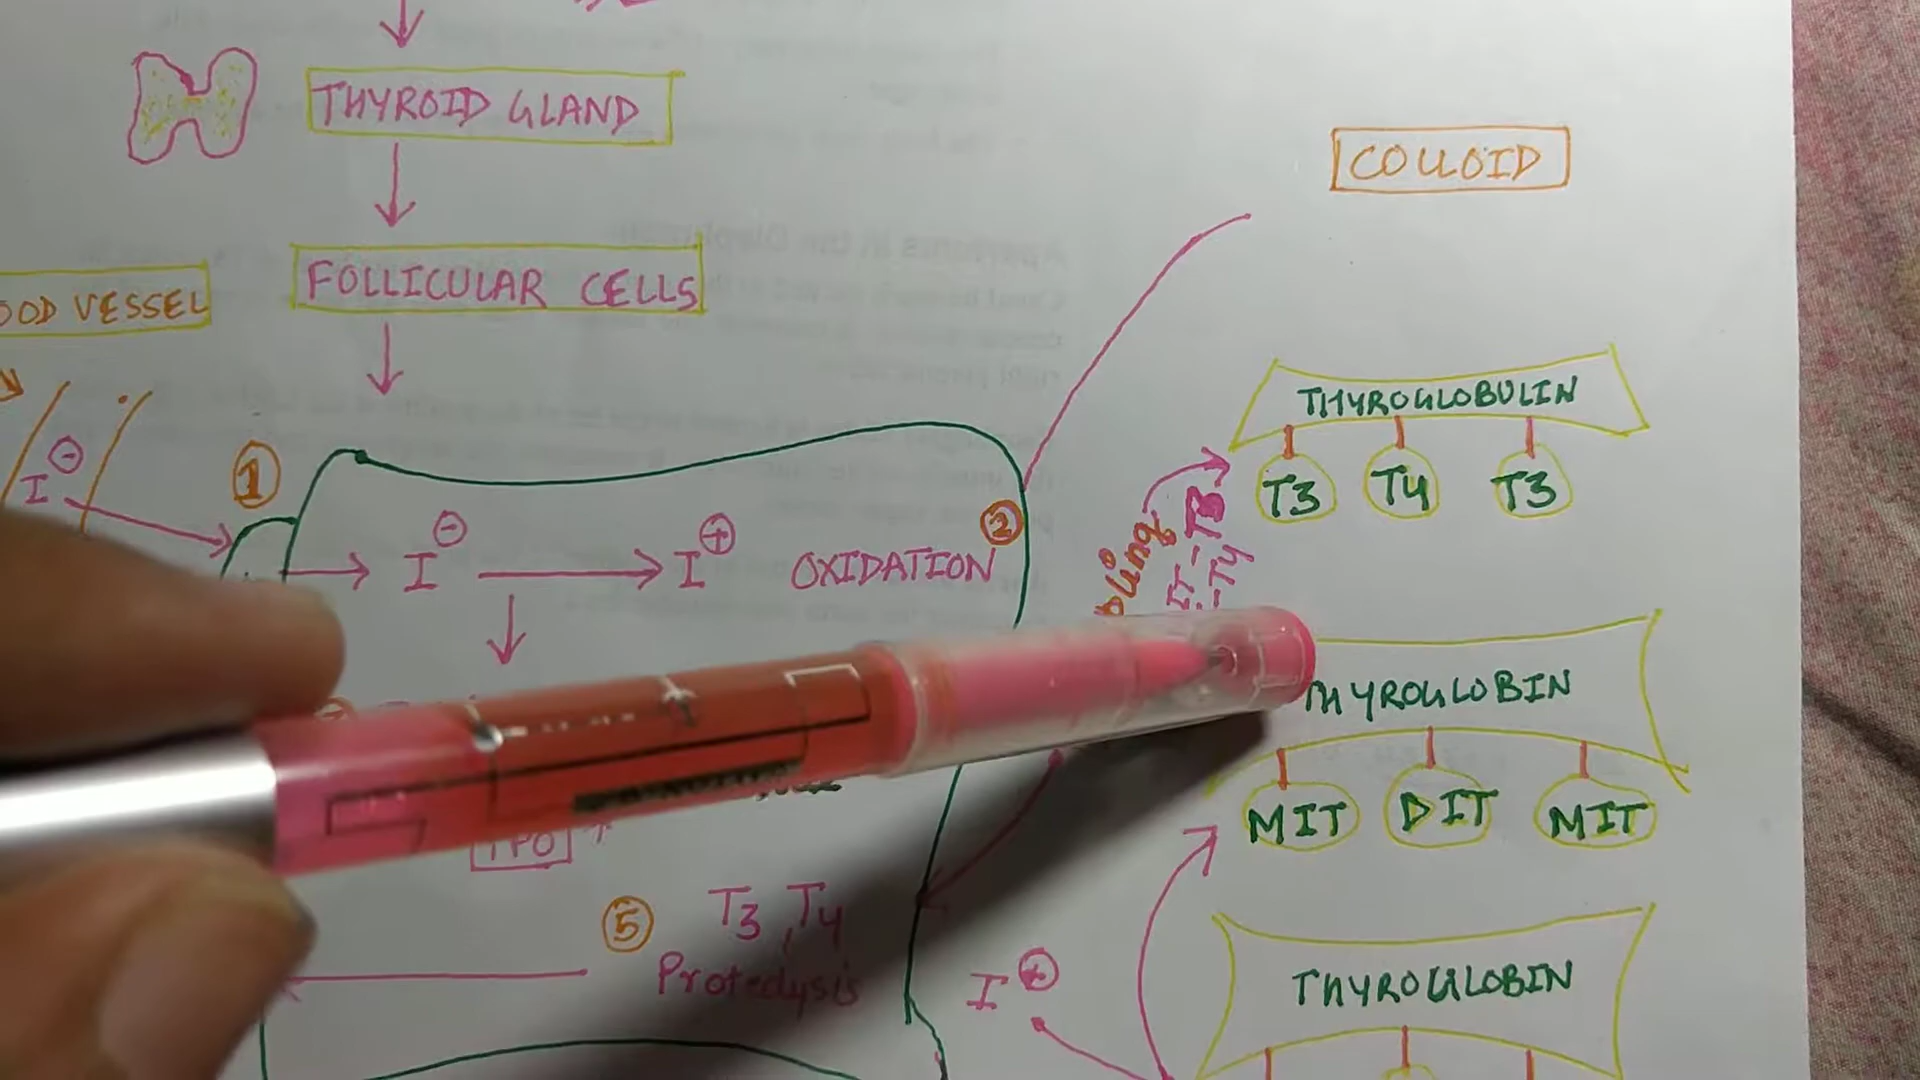 THYROID GLAND
COLLOID
FOLLICULAR CELLS
OOD VESSEL
THYROGLOBULIN
T3 T4 T3
I⊖
1
I⊖ → I⊕ OXIDATION
2
bling
THYROGLOBIN
MIT DIT MIT
TPO
5 T3, T4
Proteolysis
I⊕
THYROGLOBIN